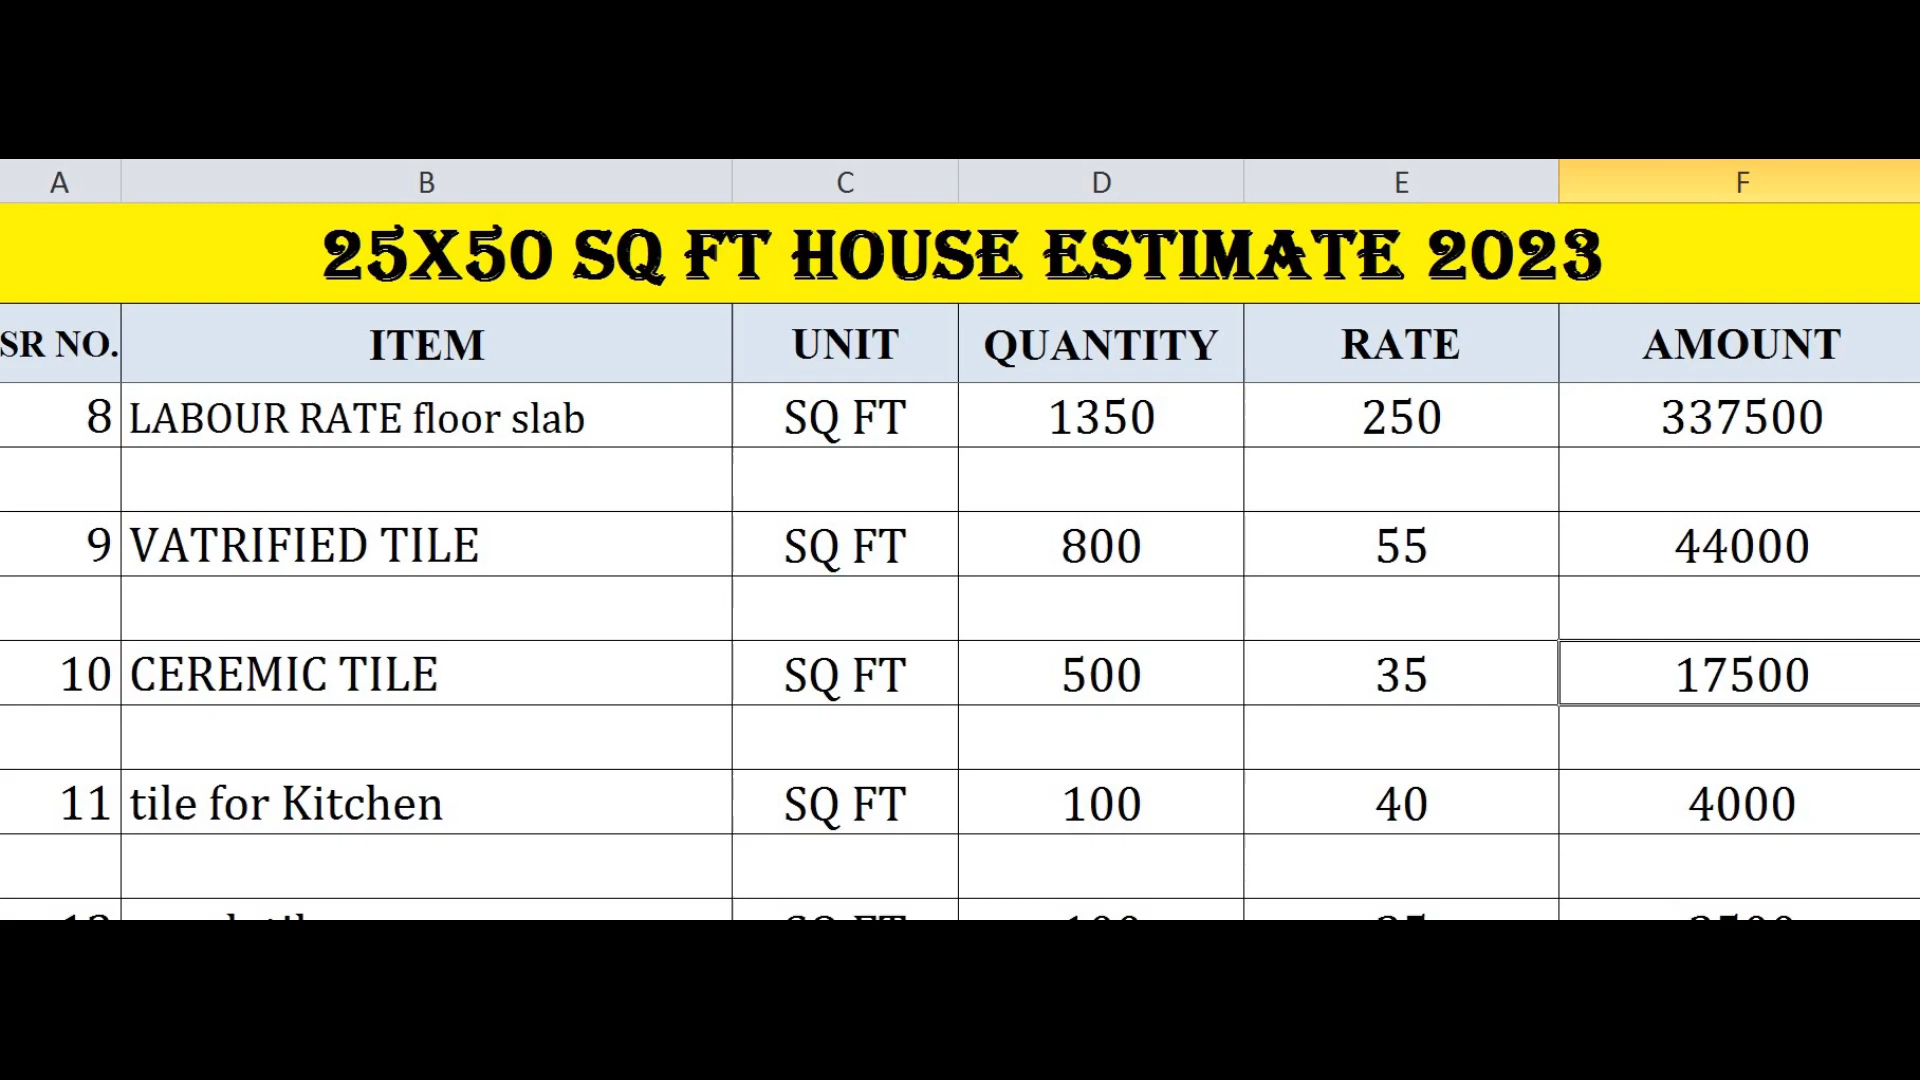 A B C D E F
25X50 SQ FT HOUSE ESTIMATE 2023
SR NO. ITEM UNIT QUANTITY RATE AMOUNT
8 LABOUR RATE floor slab SQ FT 1350 250 337500
9 VATRIFIED TILE SQ FT 800 55 44000
10 CEREMIC TILE SQ FT 500 35 17500
11 tile for Kitchen SQ FT 100 40 4000
SQ FT